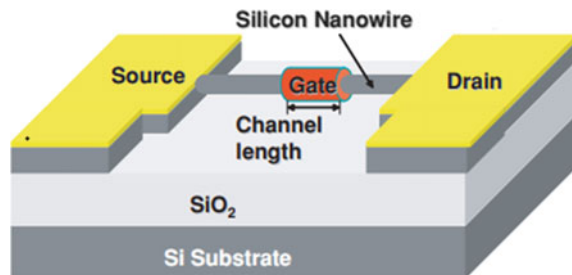 Silicon Nanowire
Source
Gate
Drain
Channel
length
SiO₂
Si Substrate